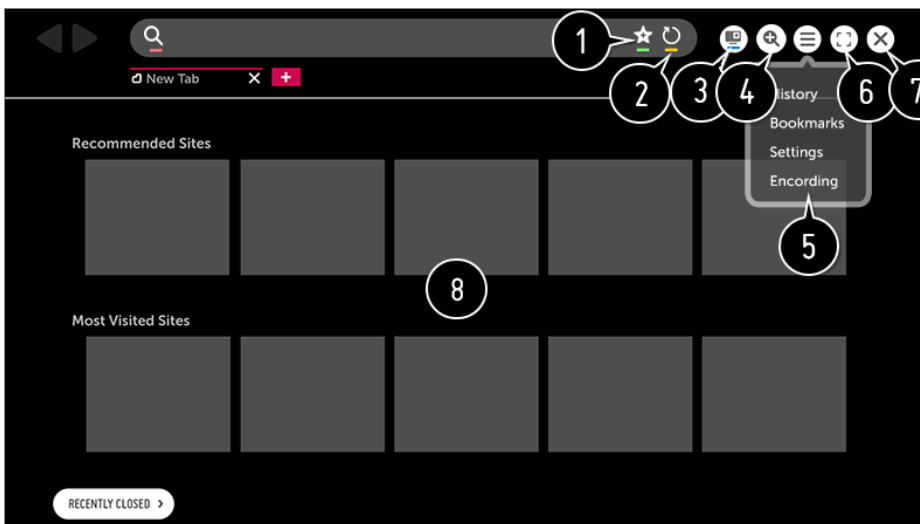 1
2
3
4
6
7
New Tab
History
Bookmarks
Settings
Encording
5
Recommended Sites
8
Most Visited Sites
RECENTLY CLOSED